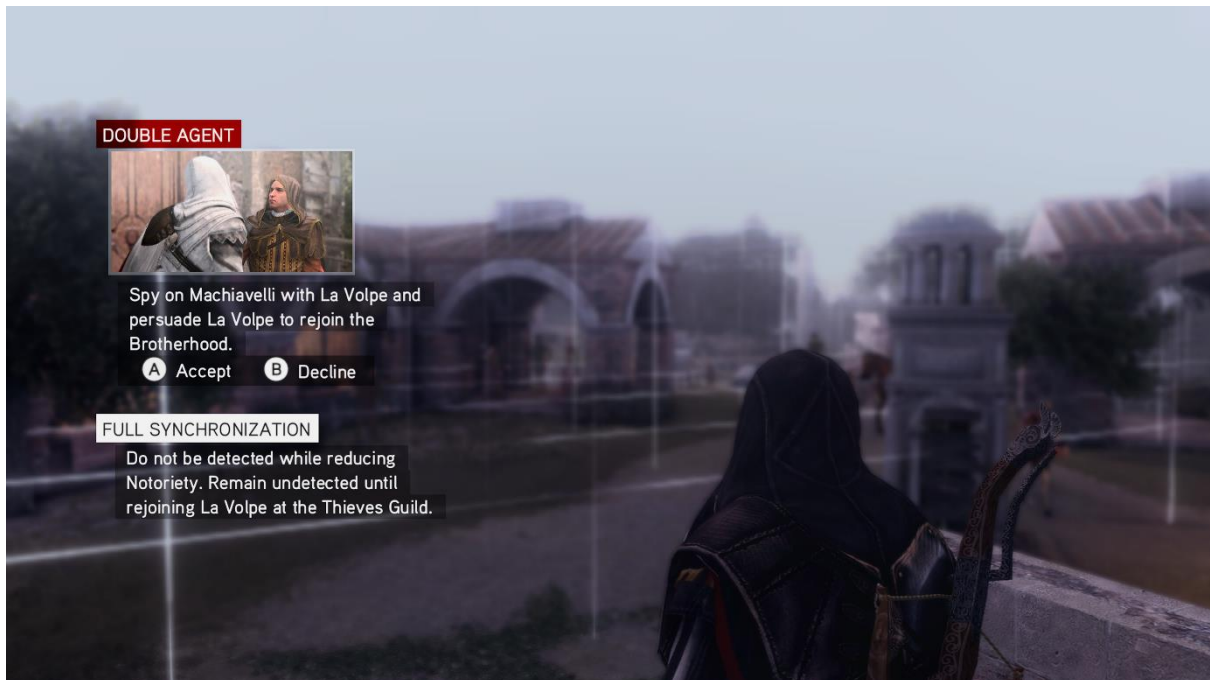 DOUBLE AGENT
Spy on Machiavelli with La Volpe and
persuade La Volpe to rejoin the
Brotherhood.
A Accept B Decline
FULL SYNCHRONIZATION
Do not be detected while reducing
Notoriety. Remain undetected until
rejoining La Volpe at the Thieves Guild.